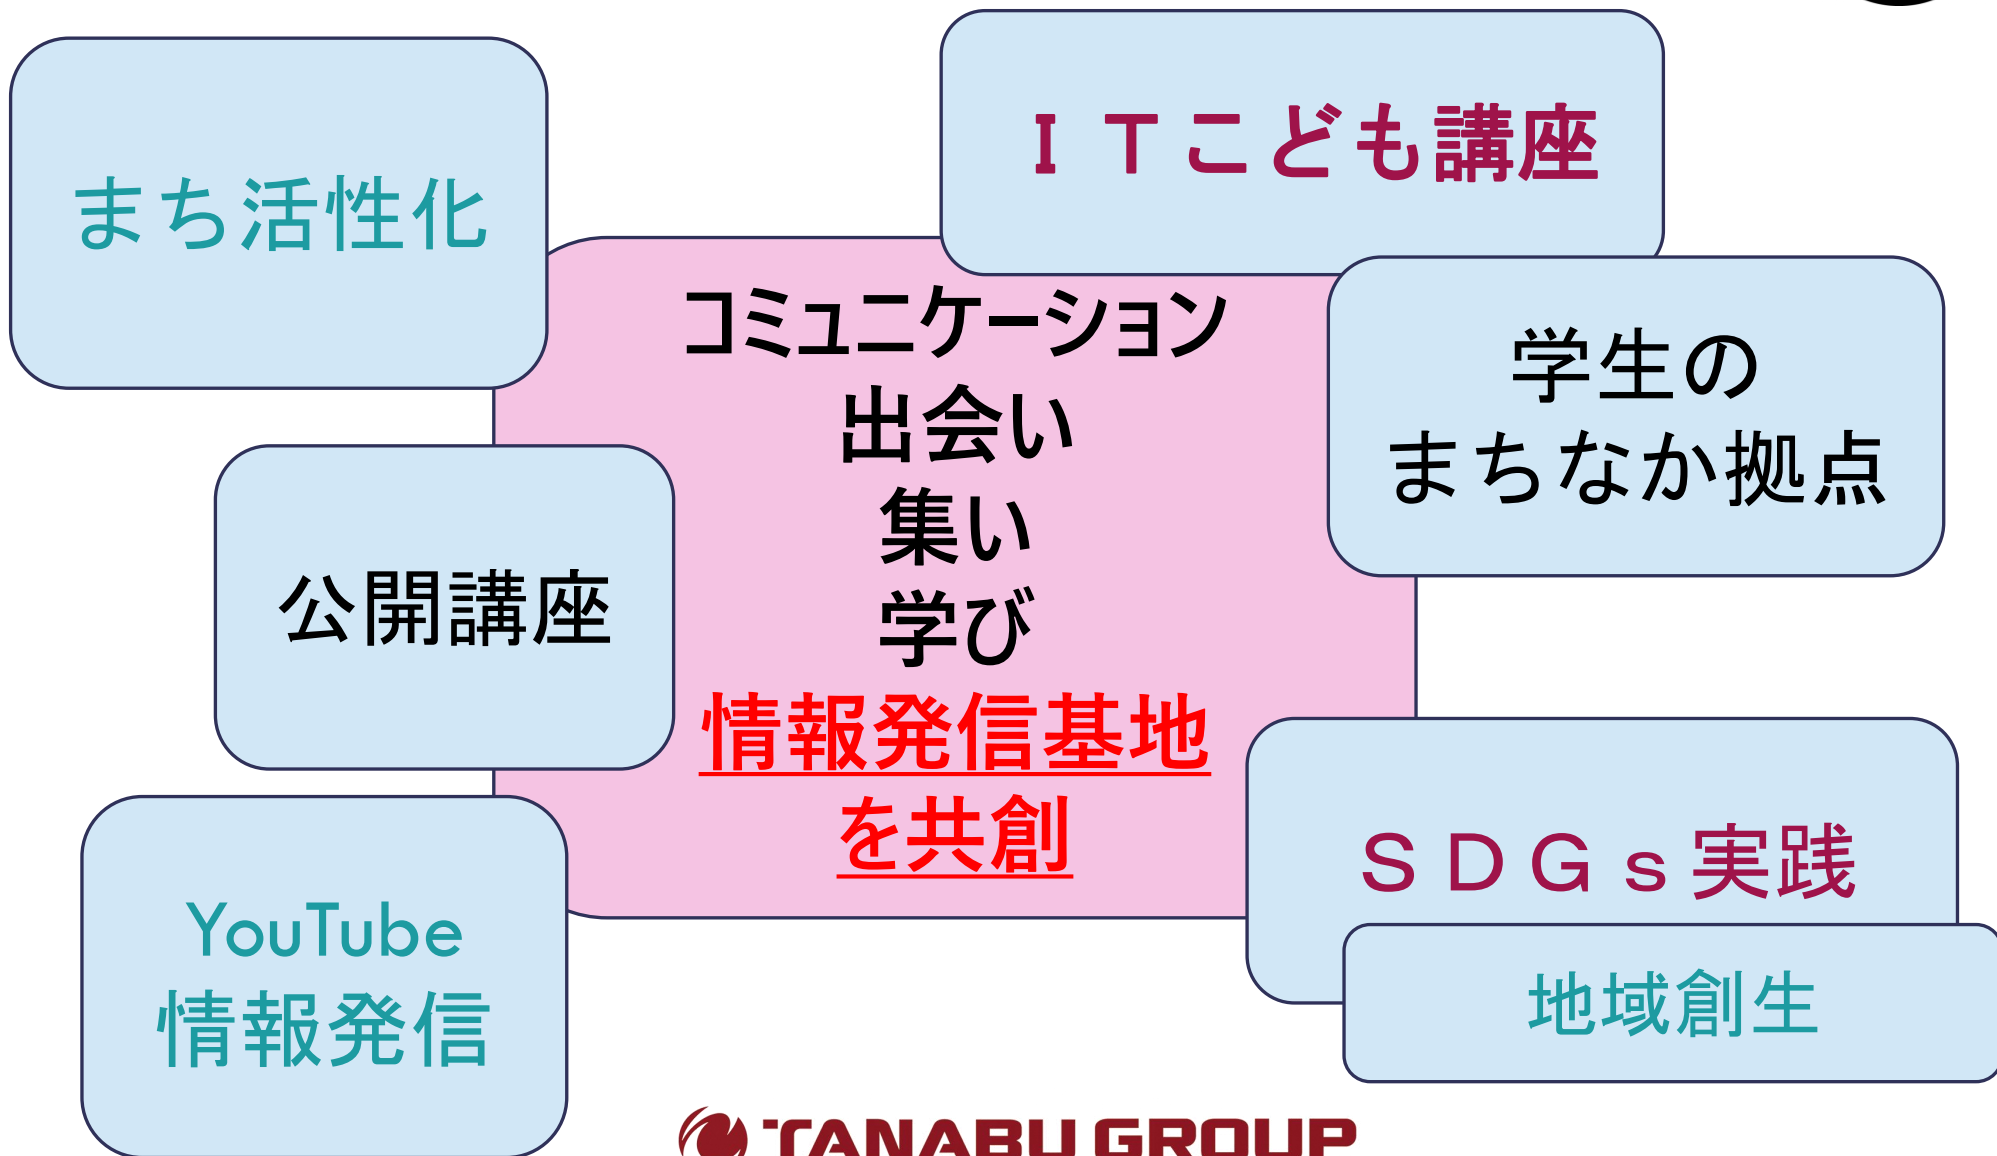 まち活性化
ＩＴこども講座
コミュニケーション
出会い
集い
学び
情報発信基地
を共創
学生の
まちなか拠点
公開講座
YouTube
情報発信
ＳＤＧｓ実践
地域創生
TANABU GROUP